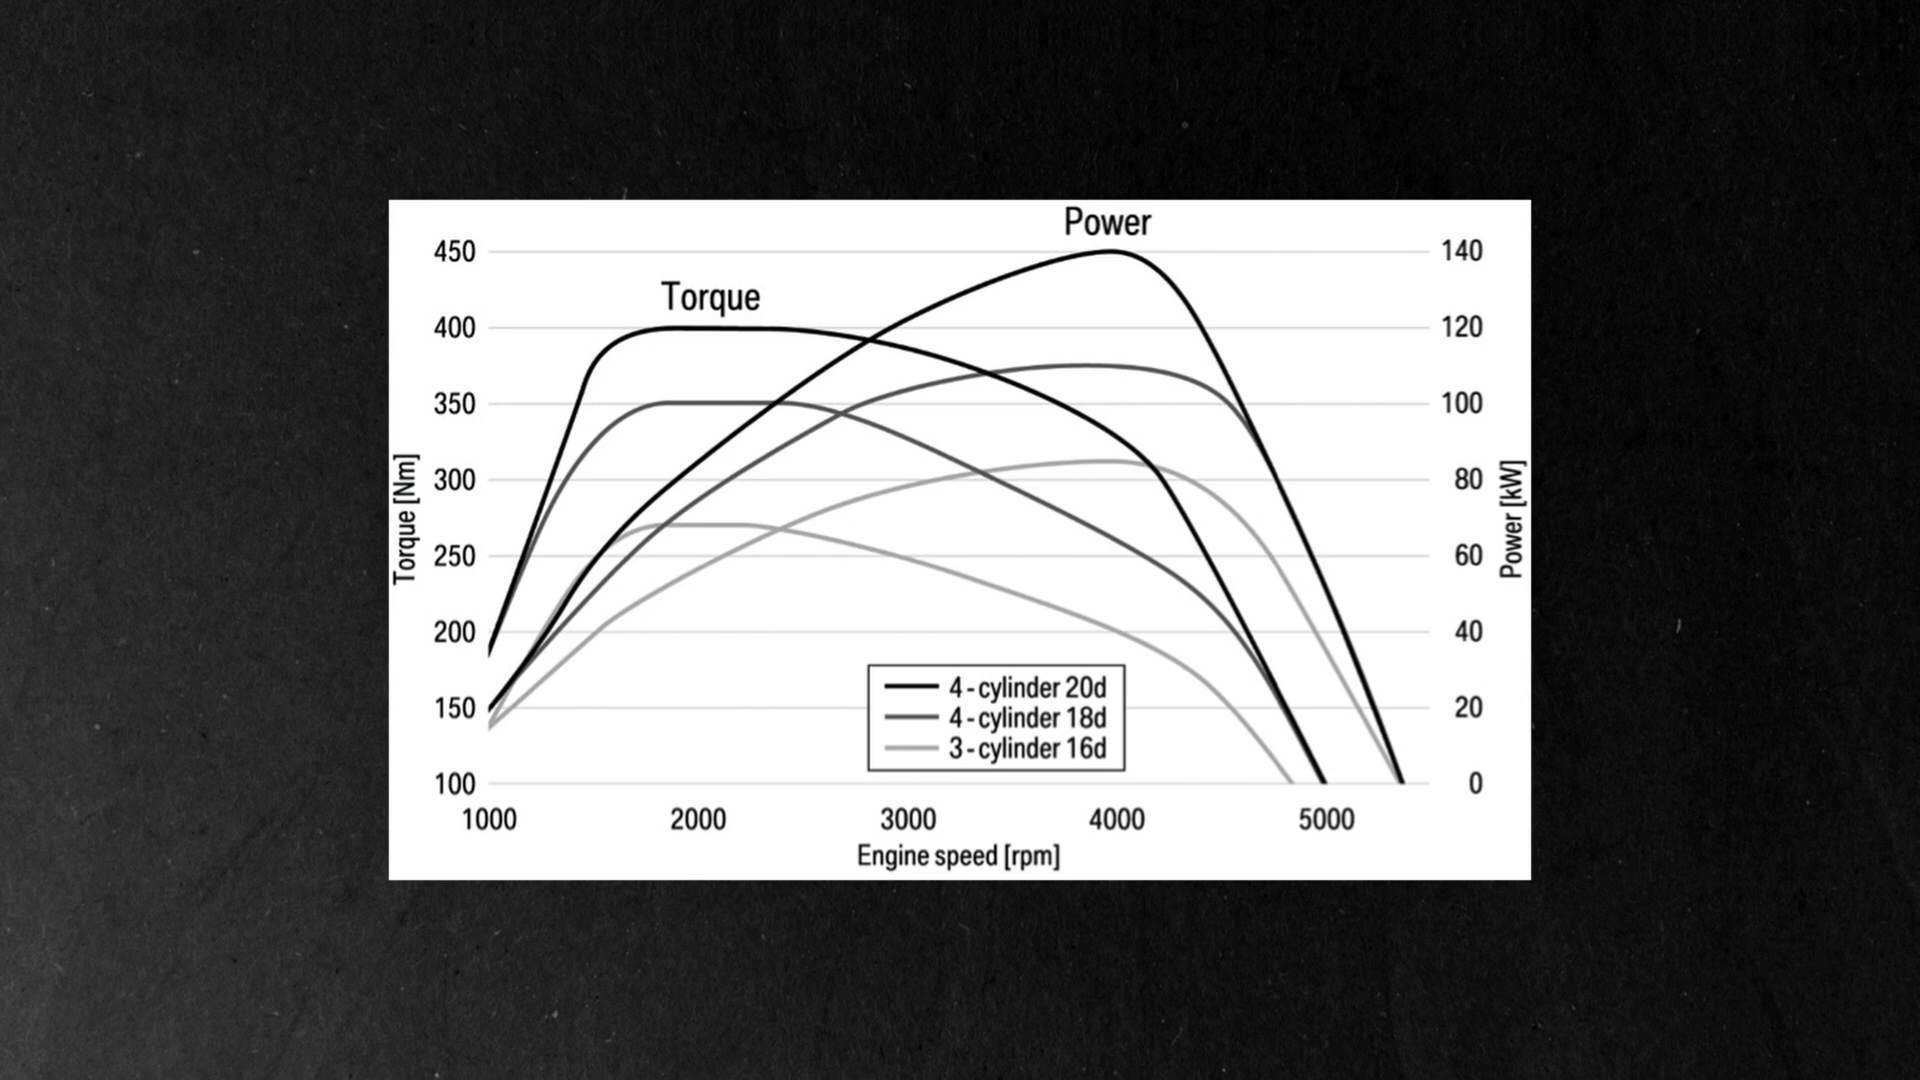 Power
Torque
450
400
350
300
250
200
150
100
Torque [Nm]
140
120
100
80
60
40
20
0
Power [kW]
4-cylinder 20d
4-cylinder 18d
3-cylinder 16d
1000 2000 3000 4000 5000
Engine speed [rpm]